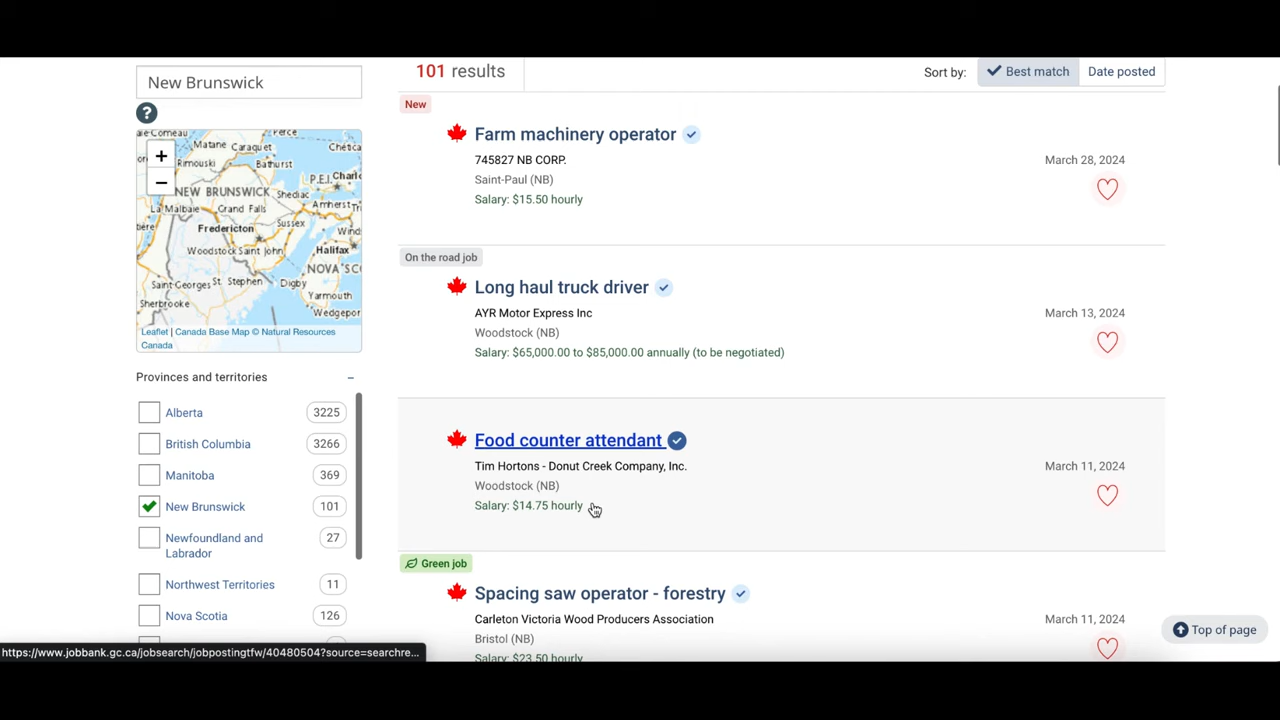 New Brunswick
101 results
Sort by:
Best match
Date posted
?
+
−
Matane
Caraquet
Rimouski
Bathurst
P.E.I.
NEW BRUNSWICK
Shediac
La Malbaie
Grand Falls
Amherst
Fredericton
Sussex
Woodstock
Saint John
Halifax
Saint-Georges
St. Stephen
Digby
Sherbrooke
Yarmouth
Leaflet | Canada Base Map © Natural Resources
Canada
Provinces and territories
−
Alberta 3225
British Columbia 3266
Manitoba 369
New Brunswick 101
Newfoundland and
Labrador 27
Northwest Territories 11
Nova Scotia 126
New
Farm machinery operator
745827 NB CORP.
March 28, 2024
Saint-Paul (NB)
Salary: $15.50 hourly
On the road job
Long haul truck driver
AYR Motor Express Inc
March 13, 2024
Woodstock (NB)
Salary: $65,000.00 to $85,000.00 annually (to be negotiated)
Food counter attendant
Tim Hortons - Donut Creek Company, Inc.
March 11, 2024
Woodstock (NB)
Salary: $14.75 hourly
Green job
Spacing saw operator - forestry
Carleton Victoria Wood Producers Association
March 11, 2024
Bristol (NB)
Salary: $23.50 hourly
Top of page
https://www.jobbank.gc.ca/jobsearch/jobpostingtfw/40480504?source=searchre...